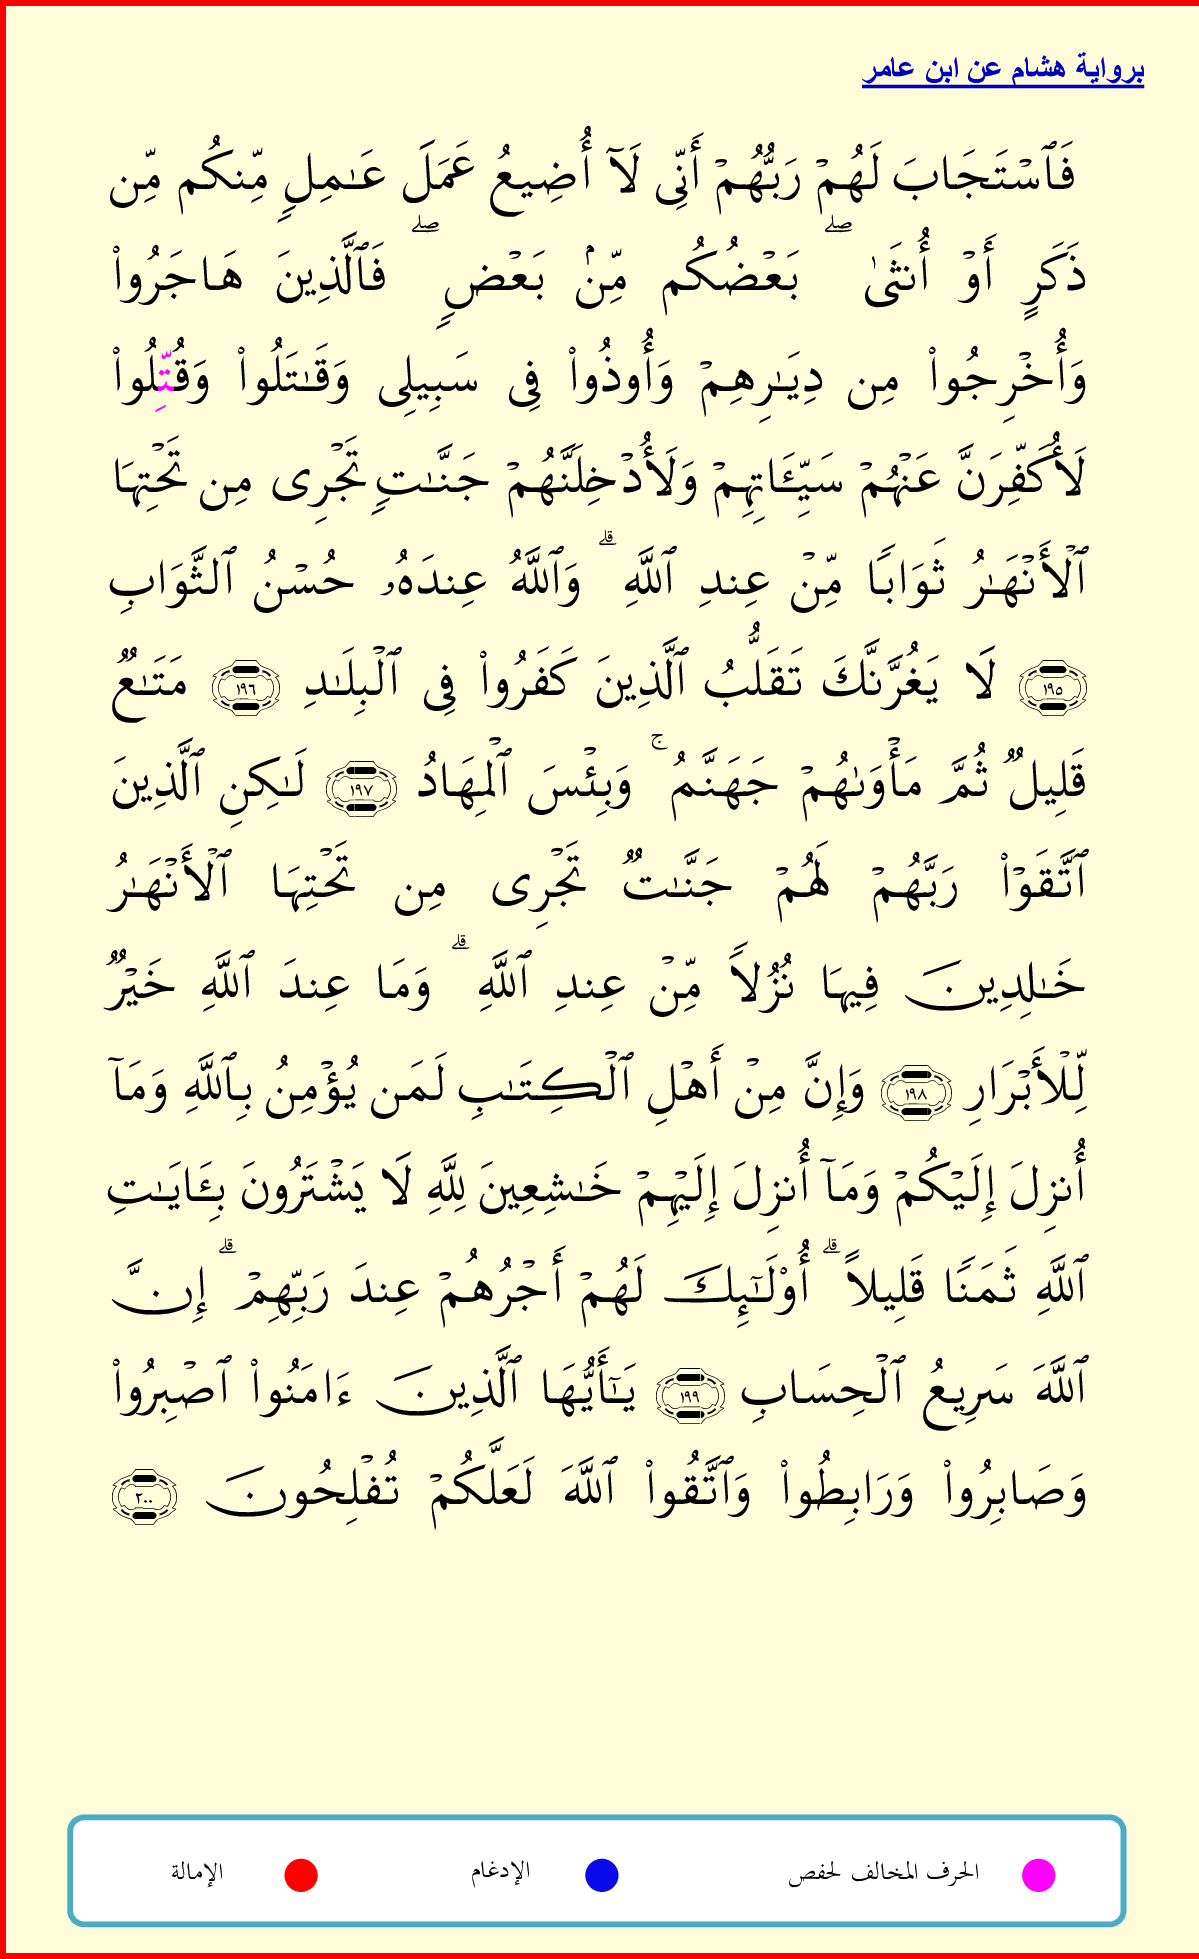 برواية هشام عن ابن عامر
فَٱسْتَجَابَ لَهُمْ رَبُّهُمْ أَنِّى لَآ أُضِيعُ عَمَلَ عَـٰمِلٍ مِّنكُم مِّن
ذَكَرٍ أَوْ أُنثَىٰ ۖ بَعْضُكُم مِّنۢ بَعْضٍ ۖ فَٱلَّذِينَ هَاجَرُوا۟
وَأُخْرِجُوا۟ مِن دِيَـٰرِهِمْ وَأُوذُوا۟ فِى سَبِيلِى وَقَـٰتَلُوا۟ وَقُتِّلُوا۟
لَأُكَفِّرَنَّ عَنْهُمْ سَيِّـَٔاتِهِمْ وَلَأُدْخِلَنَّهُمْ جَنَّـٰتٍ تَجْرِى مِن تَحْتِهَا
ٱلْأَنْهَـٰرُ ثَوَابًا مِّنْ عِندِ ٱللَّهِ ۗ وَٱللَّهُ عِندَهُۥ حُسْنُ ٱلثَّوَابِ
١٩٥ لَا يَغُرَّنَّكَ تَقَلُّبُ ٱلَّذِينَ كَفَرُوا۟ فِى ٱلْبِلَـٰدِ ١٩٦ مَتَـٰعٌ
قَلِيلٌ ثُمَّ مَأْوَىٰهُمْ جَهَنَّمُ ۚ وَبِئْسَ ٱلْمِهَادُ ١٩٧ لَـٰكِنِ ٱلَّذِينَ
ٱتَّقَوْا۟ رَبَّهُمْ لَهُمْ جَنَّـٰتٌ تَجْرِى مِن تَحْتِهَا ٱلْأَنْهَـٰرُ
خَـٰلِدِينَ فِيهَا نُزُلًا مِّنْ عِندِ ٱللَّهِ ۗ وَمَا عِندَ ٱللَّهِ خَيْرٌ
لِّلْأَبْرَارِ ١٩٨ وَإِنَّ مِنْ أَهْلِ ٱلْكِتَـٰبِ لَمَن يُؤْمِنُ بِٱللَّهِ وَمَآ
أُنزِلَ إِلَيْكُمْ وَمَآ أُنزِلَ إِلَيْهِمْ خَـٰشِعِينَ لِلَّهِ لَا يَشْتَرُونَ بِـَٔايَـٰتِ
ٱللَّهِ ثَمَنًا قَلِيلًا ۗ أُو۟لَـٰٓئِكَ لَهُمْ أَجْرُهُمْ عِندَ رَبِّهِمْ ۗ إِنَّ
ٱللَّهَ سَرِيعُ ٱلْحِسَابِ ١٩٩ يَـٰٓأَيُّهَا ٱلَّذِينَ ءَامَنُوا۟ ٱصْبِرُوا۟
وَصَابِرُوا۟ وَرَابِطُوا۟ وَٱتَّقُوا۟ ٱللَّهَ لَعَلَّكُمْ تُفْلِحُونَ ٢٠٠
الحرف المخالف لحفص الإدغام الإمالة